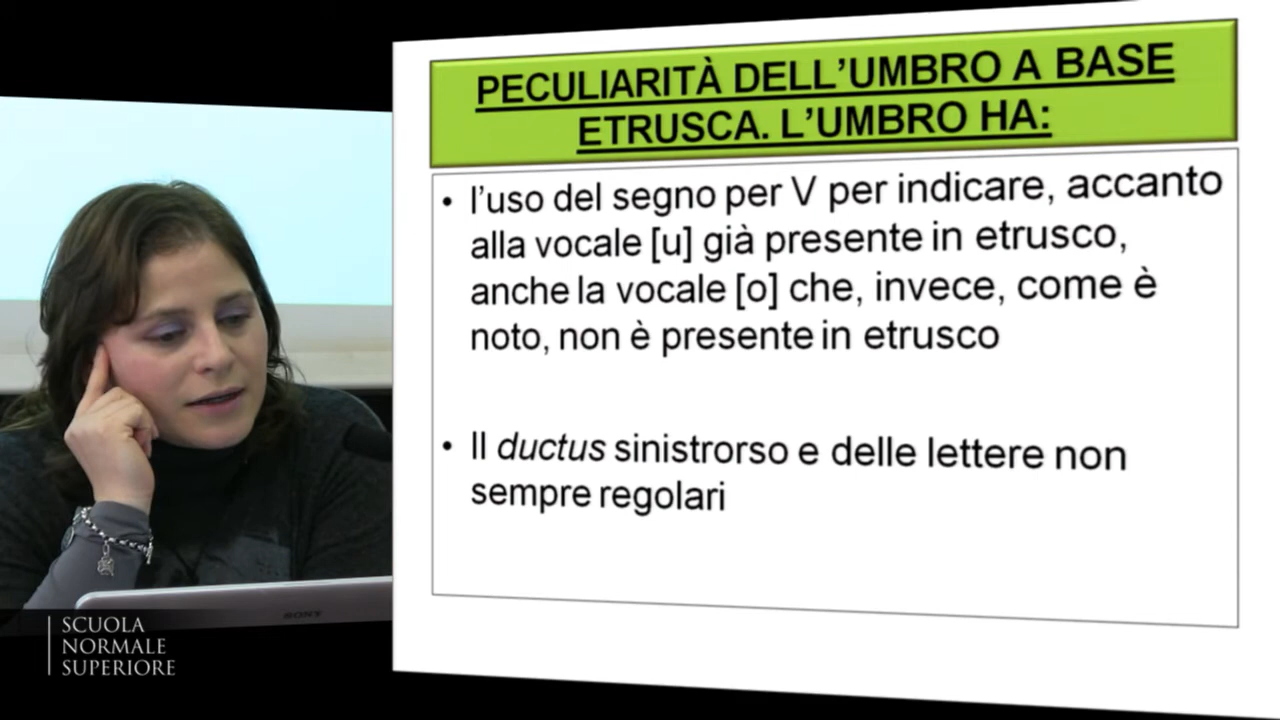 PECULIARITÀ DELL’UMBRO A BASE
ETRUSCA. L’UMBRO HA:
• l’uso del segno per V per indicare, accanto
alla vocale [u] già presente in etrusco,
anche la vocale [o] che, invece, come è
noto, non è presente in etrusco
• Il ductus sinistrorso e delle lettere non
sempre regolari
SONY
SCUOLA
NORMALE
SUPERIORE